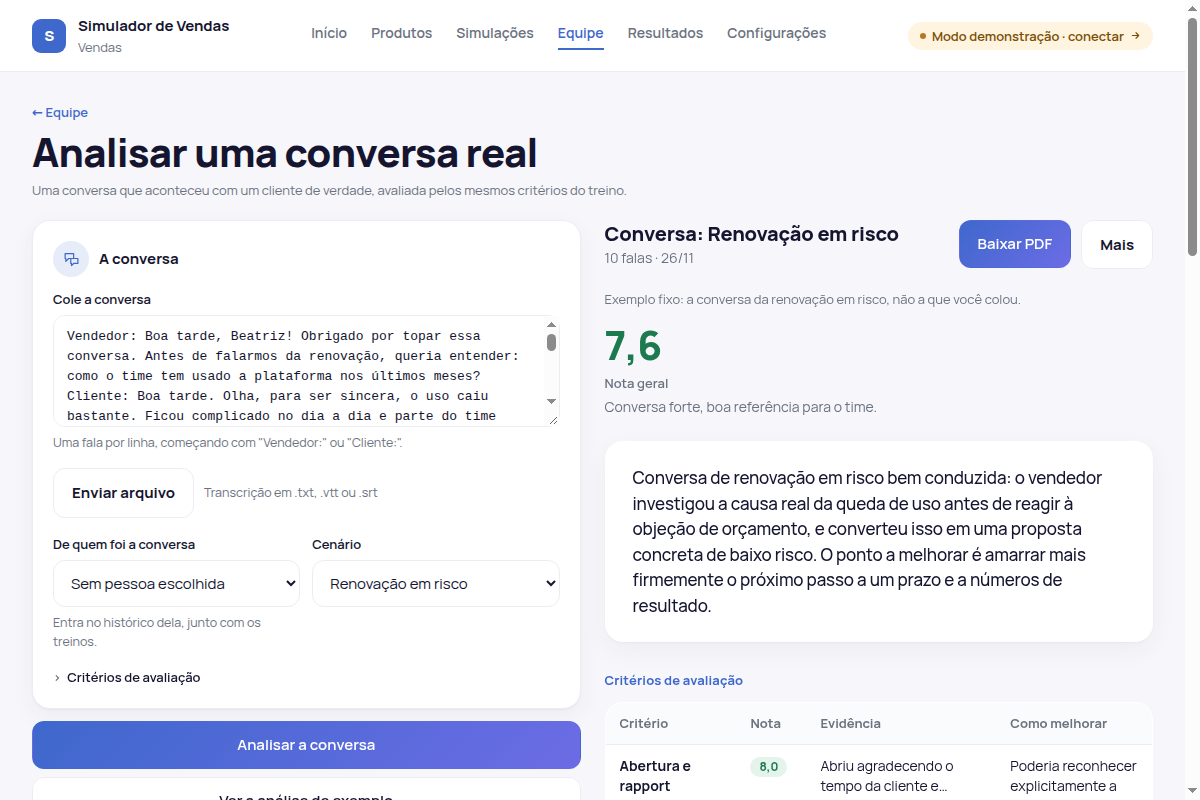 S
Simulador de Vendas
Vendas
Início
Produtos
Simulações
Equipe
Resultados
Configurações
Modo demonstração · conectar →
← Equipe
Analisar uma conversa real
Uma conversa que aconteceu com um cliente de verdade, avaliada pelos mesmos critérios do treino.
A conversa
Cole a conversa
Vendedor: Boa tarde, Beatriz! Obrigado por topar essa
conversa. Antes de falarmos da renovação, queria entender:
como o time tem usado a plataforma nos últimos meses?
Cliente: Boa tarde. Olha, para ser sincera, o uso caiu
bastante. Ficou complicado no dia a dia e parte do time
Uma fala por linha, começando com "Vendedor:" ou "Cliente:".
Enviar arquivo
Transcrição em .txt, .vtt ou .srt
De quem foi a conversa
Cenário
Sem pessoa escolhida
Renovação em risco
Entra no histórico dela, junto com os
treinos.
› Critérios de avaliação
Analisar a conversa
Ver a análise de exemplo
Conversa: Renovação em risco
10 falas · 26/11
Baixar PDF
Mais
Exemplo fixo: a conversa da renovação em risco, não a que você colou.
7,6
Nota geral
Conversa forte, boa referência para o time.
Conversa de renovação em risco bem conduzida: o vendedor
investigou a causa real da queda de uso antes de reagir à
objeção de orçamento, e converteu isso em uma proposta
concreta de baixo risco. O ponto a melhorar é amarrar mais
firmemente o próximo passo a um prazo e a números de
resultado.
Critérios de avaliação
Critério
Nota
Evidência
Como melhorar
Abertura e
rapport
8,0
Abriu agradecendo o
tempo da cliente e...
Poderia reconhecer
explicitamente a